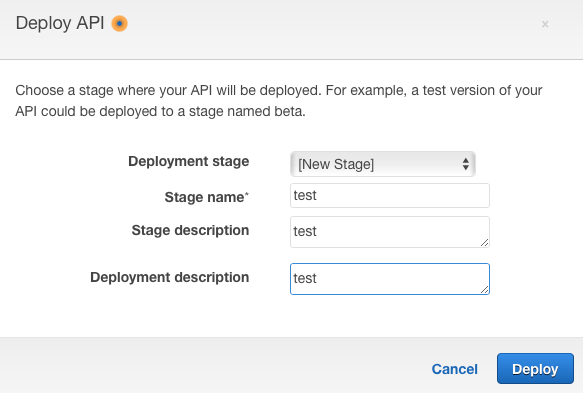 Deploy API
×
Choose a stage where your API will be deployed. For example, a test version of your
API could be deployed to a stage named beta.
Deployment stage [New Stage]
Stage name* test
Stage description test
Deployment description test
Cancel Deploy